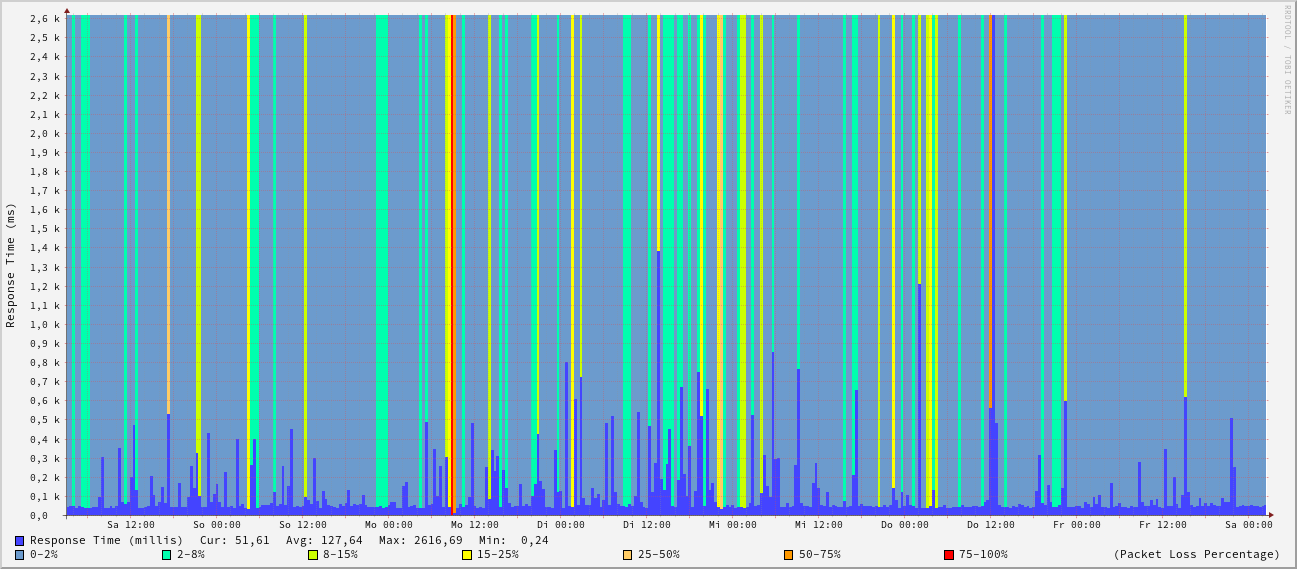 RRDTOOL / TOBI OETIKER
Response Time (ms)
2,6 k
2,5 k
2,4 k
2,3 k
2,2 k
2,1 k
2,0 k
1,9 k
1,8 k
1,7 k
1,6 k
1,5 k
1,4 k
1,3 k
1,2 k
1,1 k
1,0 k
0,9 k
0,8 k
0,7 k
0,6 k
0,5 k
0,4 k
0,3 k
0,2 k
0,1 k
0,0
Sa 12:00 So 00:00 So 12:00 Mo 00:00 Mo 12:00 Di 00:00 Di 12:00 Mi 00:00 Mi 12:00 Do 00:00 Do 12:00 Fr 00:00 Fr 12:00 Sa 00:00
Response Time (millis) Cur: 51,61 Avg: 127,64 Max: 2616,69 Min: 0,24
0-2% 2-8% 8-15% 15-25% 25-50% 50-75% 75-100% (Packet Loss Percentage)